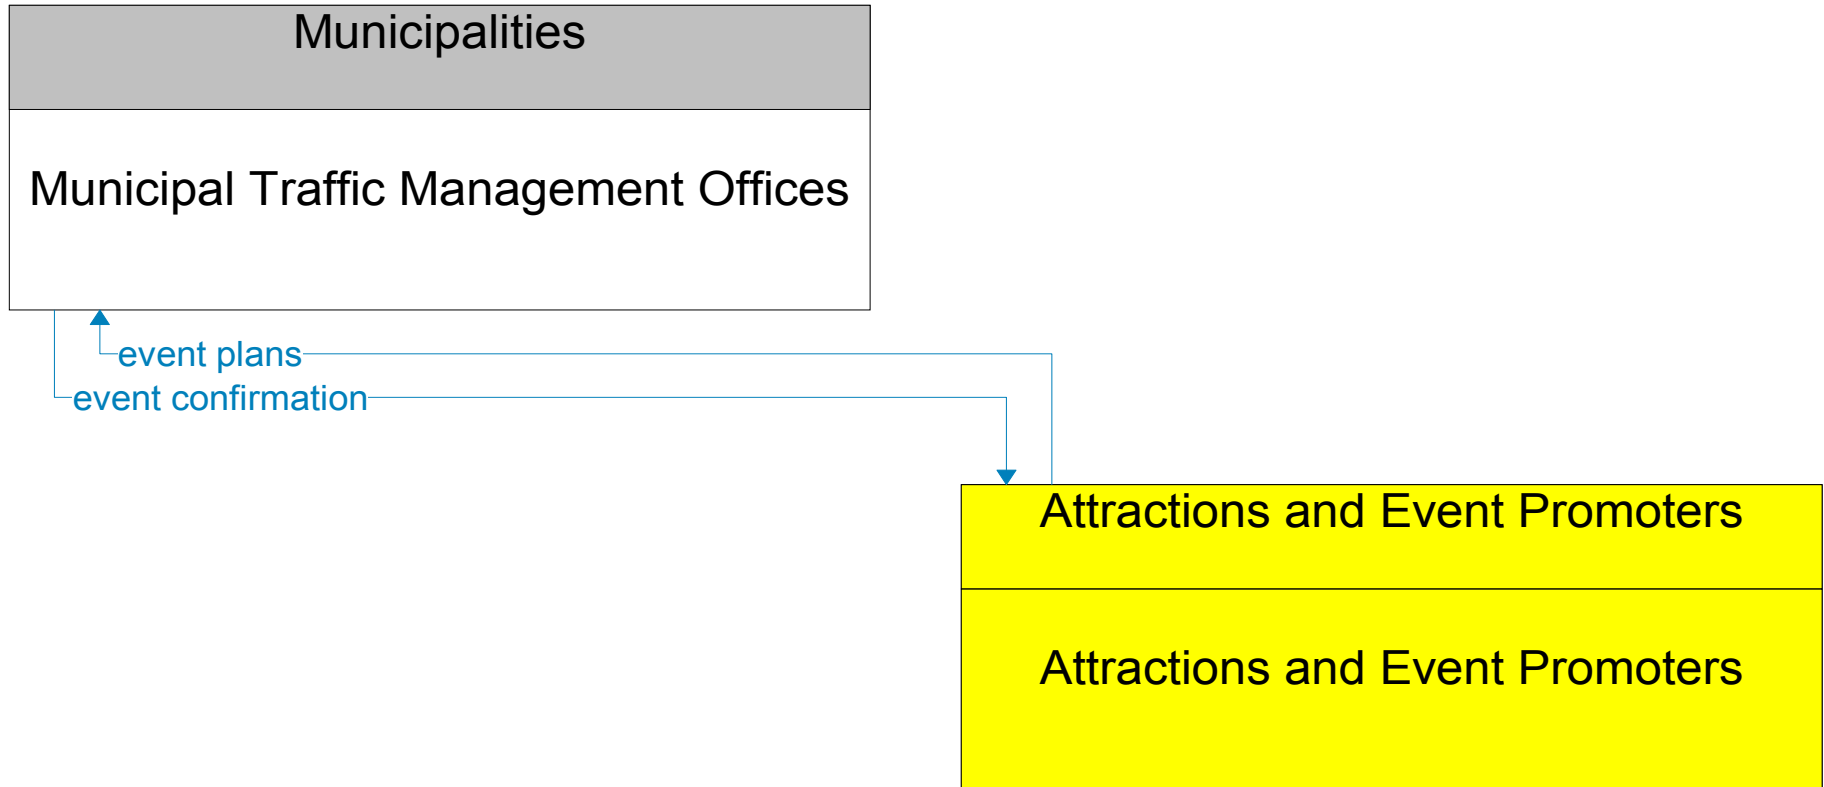 Municipalities
Municipal Traffic Management Offices
event plans
event confirmation
Attractions and Event Promoters
Attractions and Event Promoters